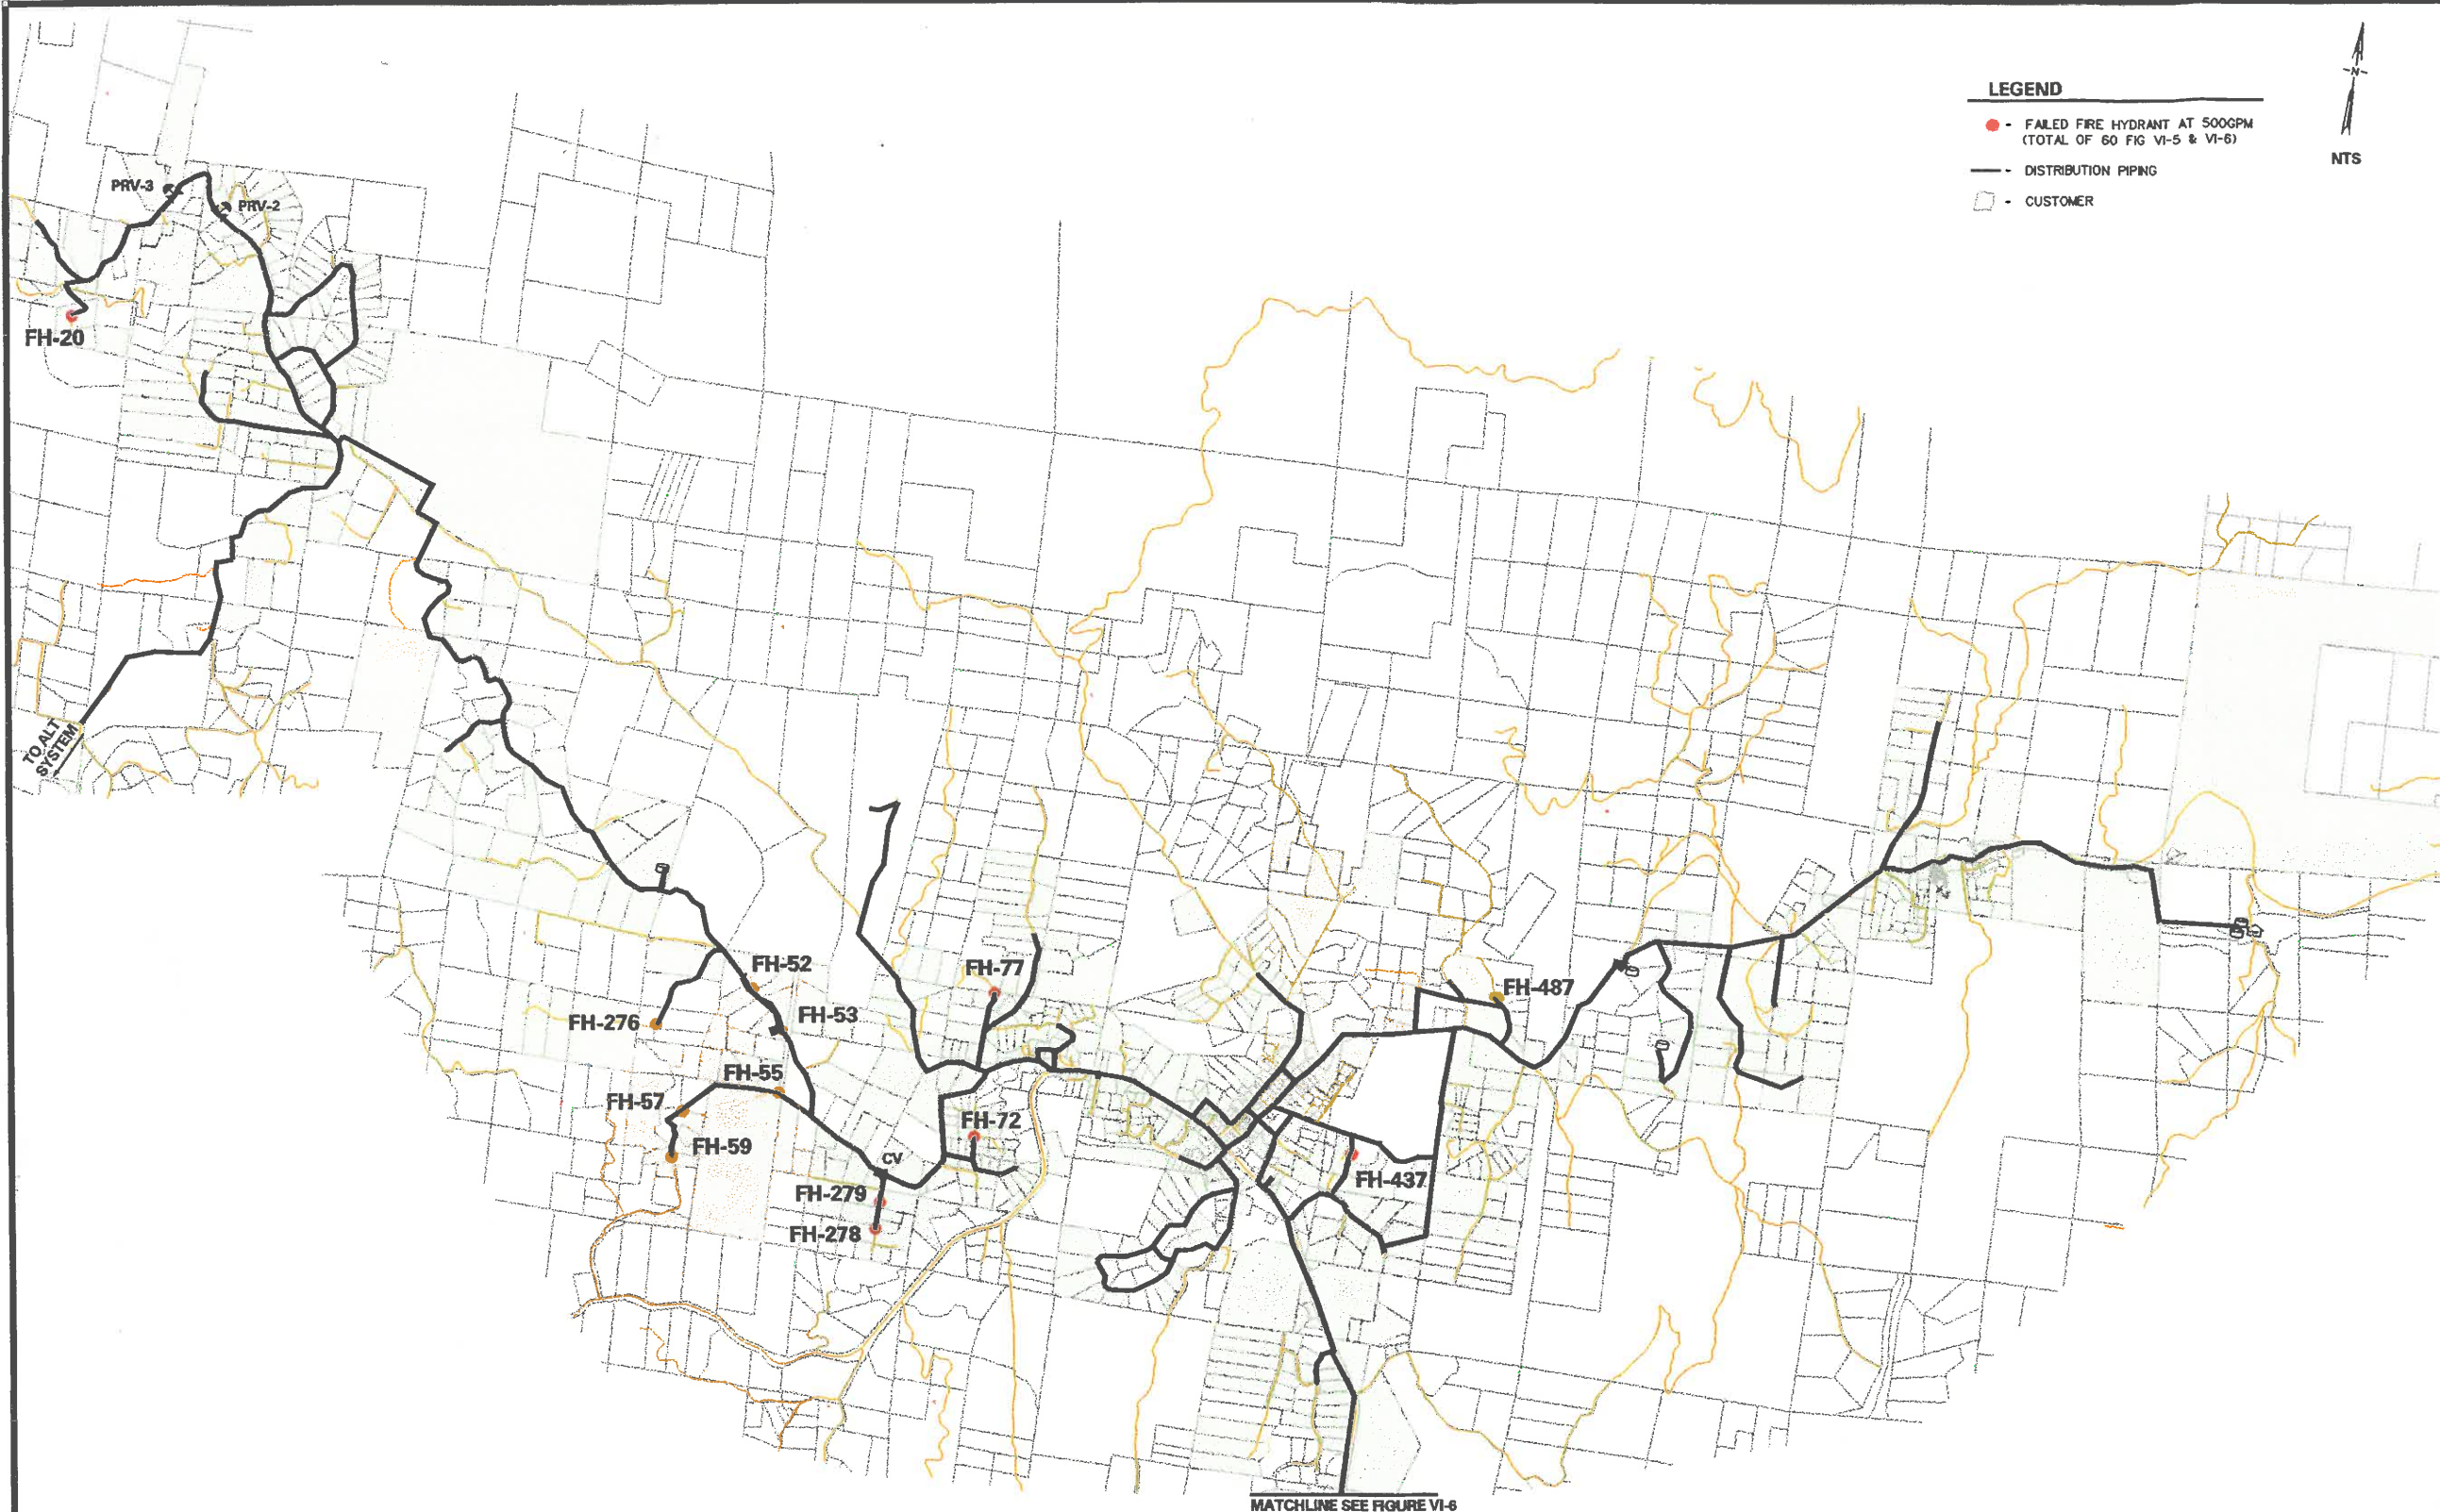 LEGEND
- FAILED FIRE HYDRANT AT 500GPM
(TOTAL OF 60 FIG VI-5 & VI-6)
- DISTRIBUTION PIPING
- CUSTOMER
-N-
NTS
PRV-3
PRV-2
FH-20
TO ALT
SYSTEM
FH-52
FH-77
FH-487
FH-53
FH-276
FH-55
FH-57
FH-72
FH-59
CV
FH-437
FH-279
FH-278
MATCHLINE SEE FIGURE VI-6